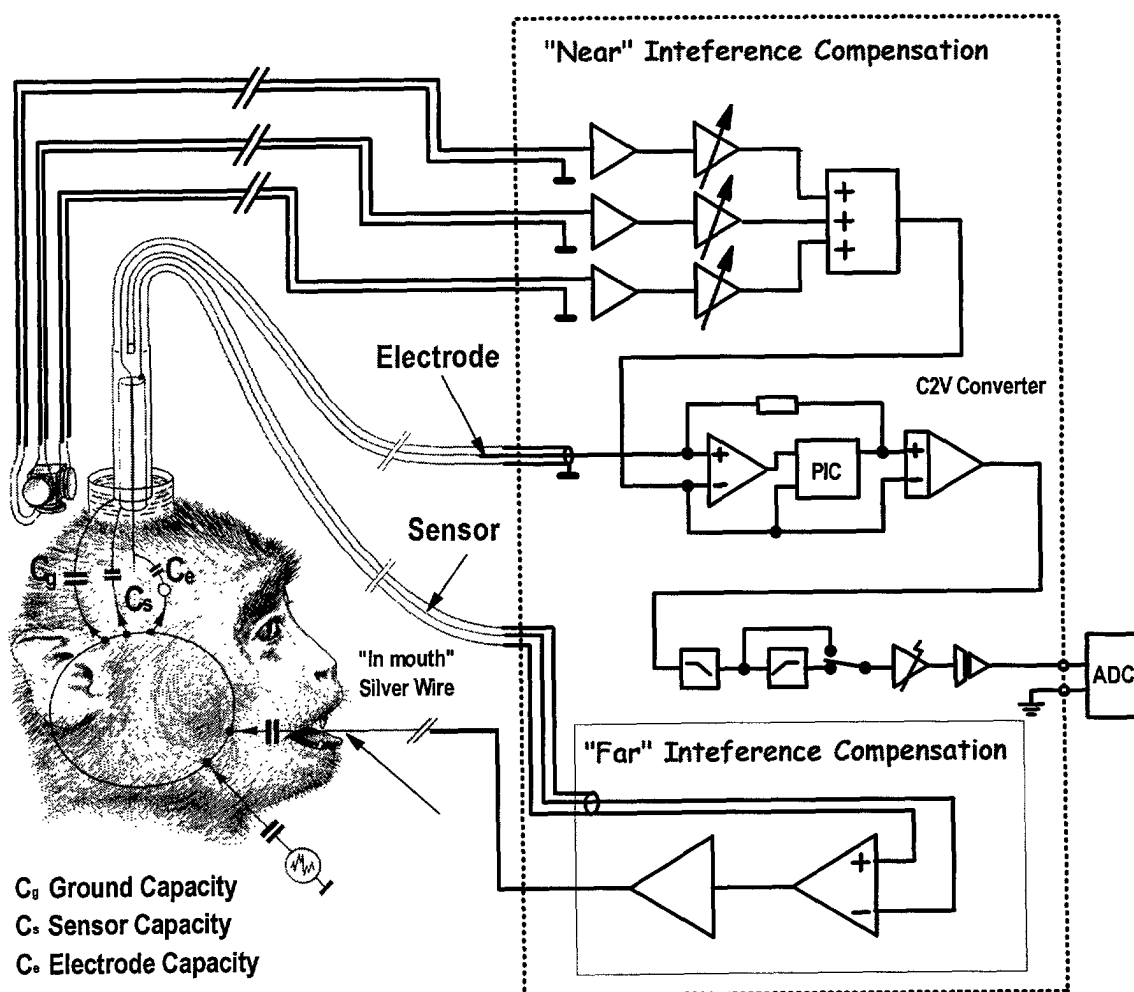 "Near" Inteference Compensation
+
+
+
Electrode
C2V Converter
+
−
PIC
+
−
Sensor
Cg
Cs
Ce
"In mouth"
Silver Wire
ADC
"Far" Inteference Compensation
+
−
Cg Ground Capacity
Cs Sensor Capacity
Ce Electrode Capacity